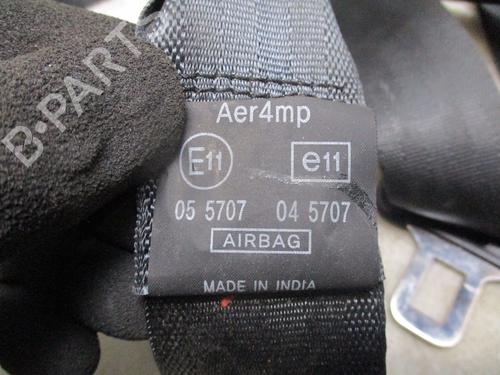 Aer4mp
E11 e11
05 5707 04 5707
AIRBAG
MADE IN INDIA
B-PARTS